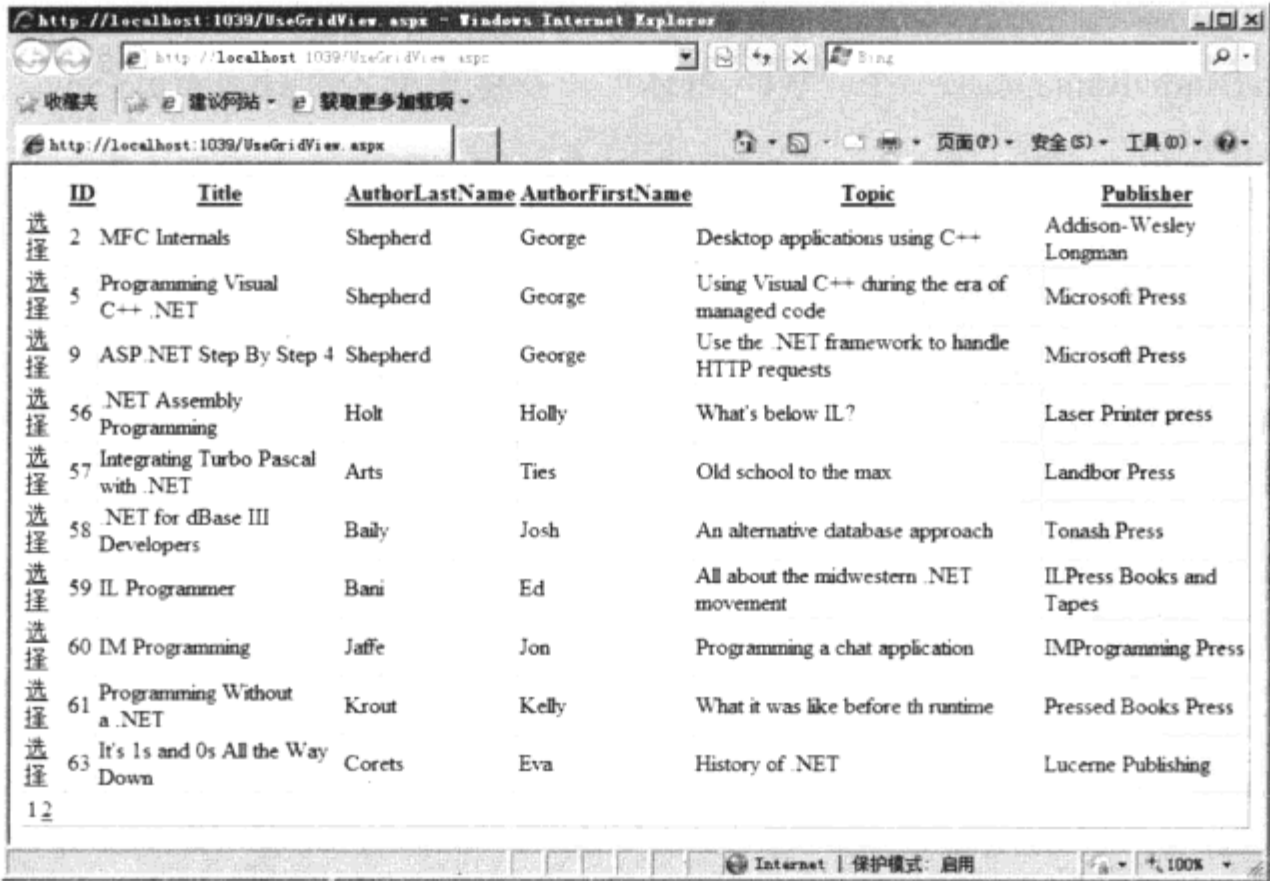 http://localhost:1039/UseGridView.aspx - Windows Internet Explorer
http://localhost:1039/UseGridView.aspx
Bing
收藏夹 建议网站 获取更多加载项
http://localhost:1039/UseGridView.aspx
页面(P) 安全(S) 工具(O)
ID Title AuthorLastName AuthorFirstName Topic Publisher
选择 2 MFC Internals Shepherd George Desktop applications using C++ Addison-Wesley Longman
选择 5 Programming Visual C++ .NET Shepherd George Using Visual C++ during the era of managed code Microsoft Press
选择 9 ASP.NET Step By Step 4 Shepherd George Use the .NET framework to handle HTTP requests Microsoft Press
选择 56 .NET Assembly Programming Holt Holly What's below IL? Laser Printer press
选择 57 Integrating Turbo Pascal with .NET Arts Ties Old school to the max Landbor Press
选择 58 .NET for dBase III Developers Baily Josh An alternative database approach Tonash Press
选择 59 IL Programmer Bani Ed All about the midwestern .NET movement ILPress Books and Tapes
选择 60 IM Programming Jaffe Jon Programming a chat application IMProgramming Press
选择 61 Programming Without a .NET Krout Kelly What it was like before th runtime Pressed Books Press
选择 63 It's 1s and 0s All the Way Down Corets Eva History of .NET Lucerne Publishing
1 2
Internet | 保护模式: 启用 100%